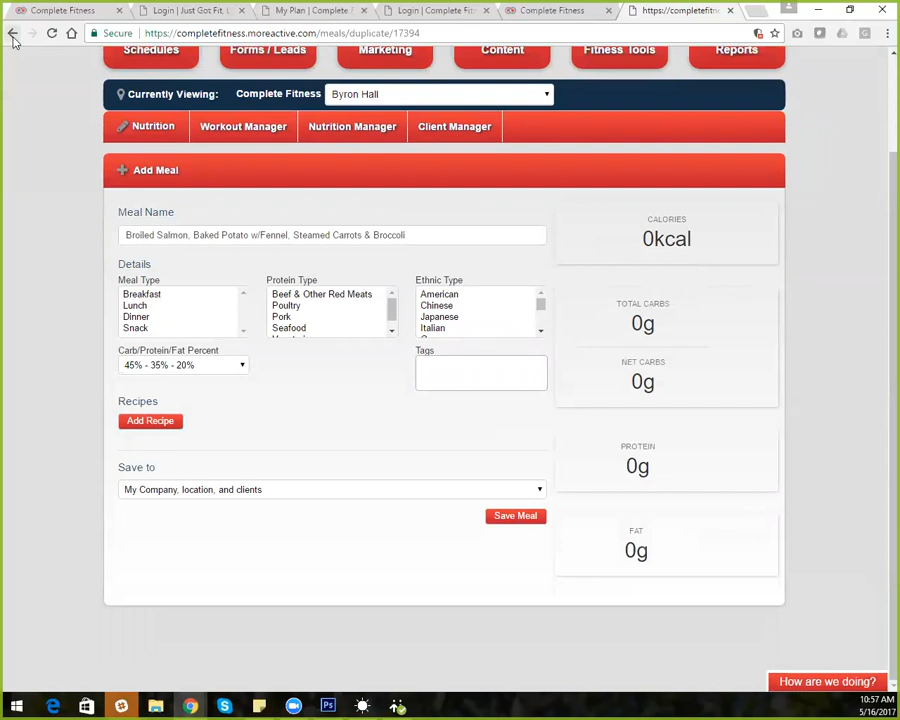 Complete Fitness
Login | Just Got Fit. L
My Plan | Complete
Login | Complete Fitn
Complete Fitness
https://completefitn
Secure
https://completefitness.moreactive.com/meals/duplicate/17394
Schedules
Forms / Leads
Marketing
Content
Fitness Tools
Reports
Currently Viewing:
Complete Fitness
Byron Hall
Nutrition
Workout Manager
Nutrition Manager
Client Manager
Add Meal
Meal Name
Broiled Salmon, Baked Potato w/Fennel, Steamed Carrots & Broccoli
CALORIES
0kcal
Details
Meal Type
Protein Type
Ethnic Type
Breakfast
Beef & Other Red Meats
American
Lunch
Poultry
Chinese
Dinner
Pork
Japanese
Snack
Seafood
Italian
TOTAL CARBS
0g
Carb/Protein/Fat Percent
Tags
45% - 35% - 20%
NET CARBS
0g
Recipes
Add Recipe
PROTEIN
0g
Save to
My Company, location, and clients
Save Meal
FAT
0g
How are we doing?
10:57 AM
5/16/2017